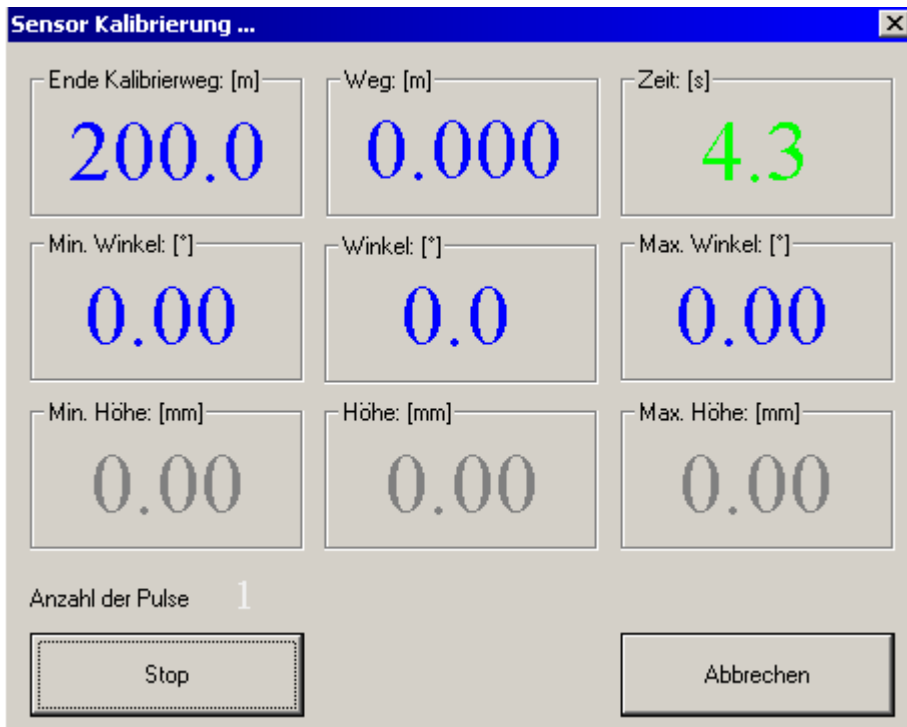 Sensor Kalibrierung ...
Ende Kalibrierweg: [m]
200.0
Weg: [m]
0.000
Zeit: [s]
4.3
Min. Winkel: [°]
0.00
Winkel: [°]
0.0
Max. Winkel: [°]
0.00
Min. Höhe: [mm]
0.00
Höhe: [mm]
0.00
Max. Höhe: [mm]
0.00
Anzahl der Pulse 1
Stop
Abbrechen